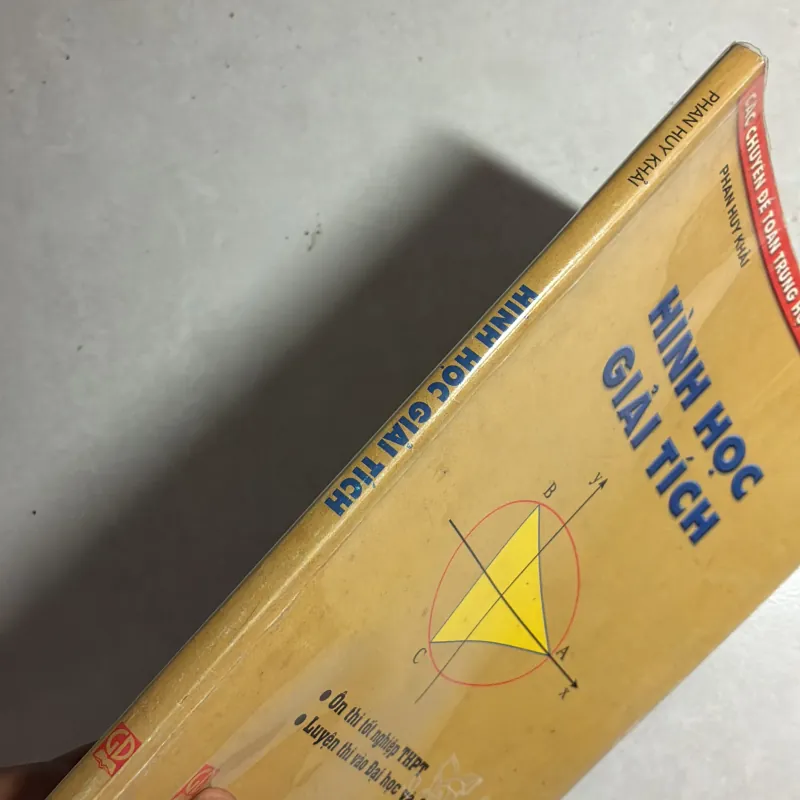 PHAN HUY KHẢI
HÌNH HỌC GIẢI TÍCH
CÁC CHUYÊN ĐỀ TOÁN TRUNG
PHAN HUY KHẢI
HÌNH HỌC
GIẢI TÍCH
y
B
C
A
x
• Ôn thi tốt nghiệp THPT
• Luyện thi vào Đại học và